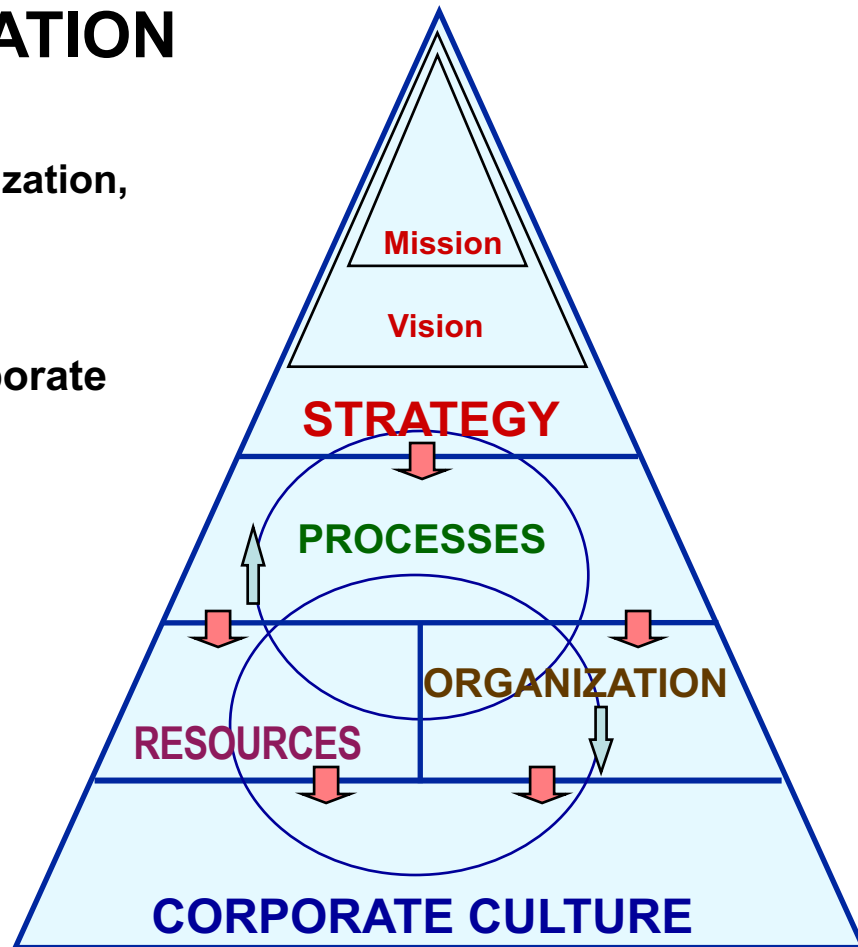 ATION
zation,
porate
Mission
Vision
STRATEGY
PROCESSES
ORGANIZATION
RESOURCES
CORPORATE CULTURE